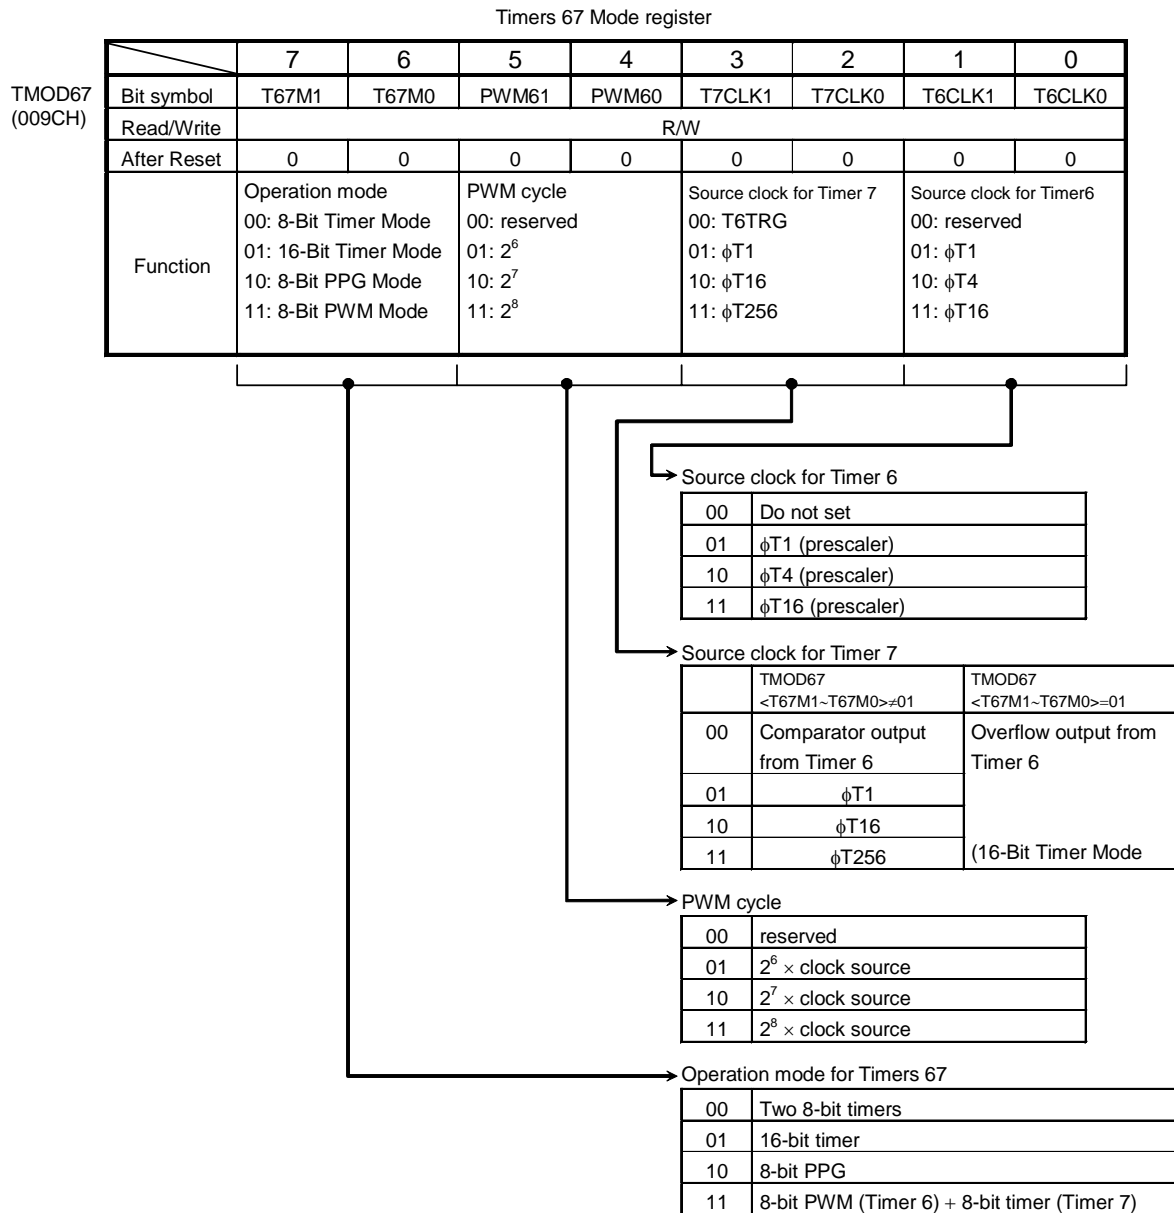 Timers 67 Mode register
7 6 5 4 3 2 1 0
TMOD67
(009CH)
Bit symbol T67M1 T67M0 PWM61 PWM60 T7CLK1 T7CLK0 T6CLK1 T6CLK0
Read/Write R/W
After Reset 0 0 0 0 0 0 0 0
Function
Operation mode
00: 8-Bit Timer Mode
01: 16-Bit Timer Mode
10: 8-Bit PPG Mode
11: 8-Bit PWM Mode
PWM cycle
00: reserved
01: 2⁶
10: 2⁷
11: 2⁸
Source clock for Timer 7
00: T6TRG
01: ϕT1
10: ϕT16
11: ϕT256
Source clock for Timer6
00: reserved
01: ϕT1
10: ϕT4
11: ϕT16
Source clock for Timer 6
00 Do not set
01 ϕT1 (prescaler)
10 ϕT4 (prescaler)
11 ϕT16 (prescaler)
Source clock for Timer 7
TMOD67
<T67M1~T67M0>≠01
TMOD67
<T67M1~T67M0>=01
00 Comparator output
from Timer 6
01 ϕT1
10 ϕT16
11 ϕT256
Overflow output from
Timer 6
(16-Bit Timer Mode
PWM cycle
00 reserved
01 2⁶ × clock source
10 2⁷ × clock source
11 2⁸ × clock source
Operation mode for Timers 67
00 Two 8-bit timers
01 16-bit timer
10 8-bit PPG
11 8-bit PWM (Timer 6) + 8-bit timer (Timer 7)